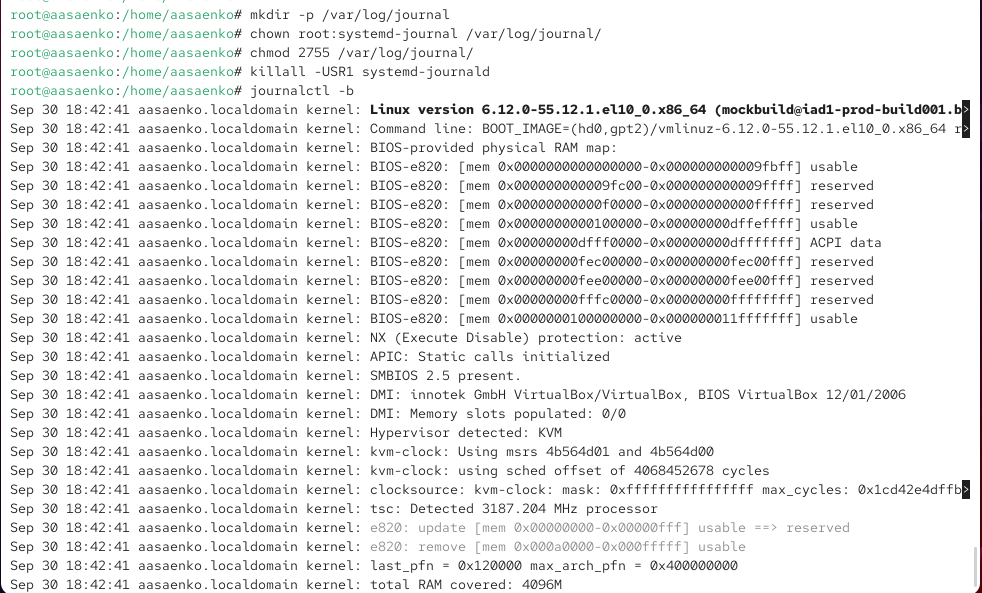 root@aasaenko:/home/aasaenko# mkdir -p /var/log/journal
root@aasaenko:/home/aasaenko# chown root:systemd-journal /var/log/journal/
root@aasaenko:/home/aasaenko# chmod 2755 /var/log/journal/
root@aasaenko:/home/aasaenko# killall -USR1 systemd-journald
root@aasaenko:/home/aasaenko# journalctl -b
Sep 30 18:42:41 aasaenko.localdomain kernel: Linux version 6.12.0-55.12.1.el10_0.x86_64 (mockbuild@iad1-prod-build001.b>
Sep 30 18:42:41 aasaenko.localdomain kernel: Command line: BOOT_IMAGE=(hd0,gpt2)/vmlinuz-6.12.0-55.12.1.el10_0.x86_64 r>
Sep 30 18:42:41 aasaenko.localdomain kernel: BIOS-provided physical RAM map:
Sep 30 18:42:41 aasaenko.localdomain kernel: BIOS-e820: [mem 0x0000000000000000-0x000000000009fbff] usable
Sep 30 18:42:41 aasaenko.localdomain kernel: BIOS-e820: [mem 0x000000000009fc00-0x000000000009ffff] reserved
Sep 30 18:42:41 aasaenko.localdomain kernel: BIOS-e820: [mem 0x00000000000f0000-0x00000000000fffff] reserved
Sep 30 18:42:41 aasaenko.localdomain kernel: BIOS-e820: [mem 0x0000000000100000-0x00000000dffeffff] usable
Sep 30 18:42:41 aasaenko.localdomain kernel: BIOS-e820: [mem 0x00000000dfff0000-0x00000000dfffffff] ACPI data
Sep 30 18:42:41 aasaenko.localdomain kernel: BIOS-e820: [mem 0x00000000fec00000-0x00000000fec00fff] reserved
Sep 30 18:42:41 aasaenko.localdomain kernel: BIOS-e820: [mem 0x00000000fee00000-0x00000000fee00fff] reserved
Sep 30 18:42:41 aasaenko.localdomain kernel: BIOS-e820: [mem 0x00000000fffc0000-0x00000000ffffffff] reserved
Sep 30 18:42:41 aasaenko.localdomain kernel: BIOS-e820: [mem 0x0000000100000000-0x000000011fffffff] usable
Sep 30 18:42:41 aasaenko.localdomain kernel: NX (Execute Disable) protection: active
Sep 30 18:42:41 aasaenko.localdomain kernel: APIC: Static calls initialized
Sep 30 18:42:41 aasaenko.localdomain kernel: SMBIOS 2.5 present.
Sep 30 18:42:41 aasaenko.localdomain kernel: DMI: innotek GmbH VirtualBox/VirtualBox, BIOS VirtualBox 12/01/2006
Sep 30 18:42:41 aasaenko.localdomain kernel: DMI: Memory slots populated: 0/0
Sep 30 18:42:41 aasaenko.localdomain kernel: Hypervisor detected: KVM
Sep 30 18:42:41 aasaenko.localdomain kernel: kvm-clock: Using msrs 4b564d01 and 4b564d00
Sep 30 18:42:41 aasaenko.localdomain kernel: kvm-clock: using sched offset of 4068452678 cycles
Sep 30 18:42:41 aasaenko.localdomain kernel: clocksource: kvm-clock: mask: 0xffffffffffffffff max_cycles: 0x1cd42e4dffb>
Sep 30 18:42:41 aasaenko.localdomain kernel: tsc: Detected 3187.204 MHz processor
Sep 30 18:42:41 aasaenko.localdomain kernel: e820: update [mem 0x00000000-0x00000fff] usable ==> reserved
Sep 30 18:42:41 aasaenko.localdomain kernel: e820: remove [mem 0x000a0000-0x000fffff] usable
Sep 30 18:42:41 aasaenko.localdomain kernel: last_pfn = 0x120000 max_arch_pfn = 0x400000000
Sep 30 18:42:41 aasaenko.localdomain kernel: total RAM covered: 4096M